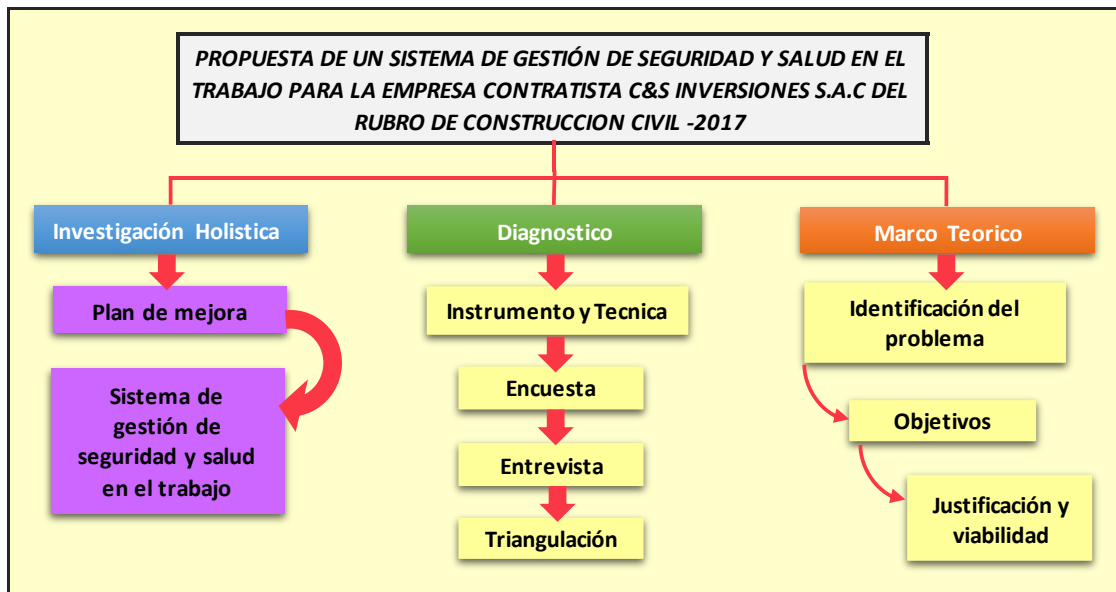 PROPUESTA DE UN SISTEMA DE GESTIÓN DE SEGURIDAD Y SALUD EN EL
TRABAJO PARA LA EMPRESA CONTRATISTA C&S INVERSIONES S.A.C DEL
RUBRO DE CONSTRUCCION CIVIL -2017
Investigación Holistica
Plan de mejora
Sistema de
gestión de
seguridad y salud
en el trabajo
Diagnostico
Instrumento y Tecnica
Encuesta
Entrevista
Triangulación
Marco Teorico
Identificación del
problema
Objetivos
Justificación y
viabilidad